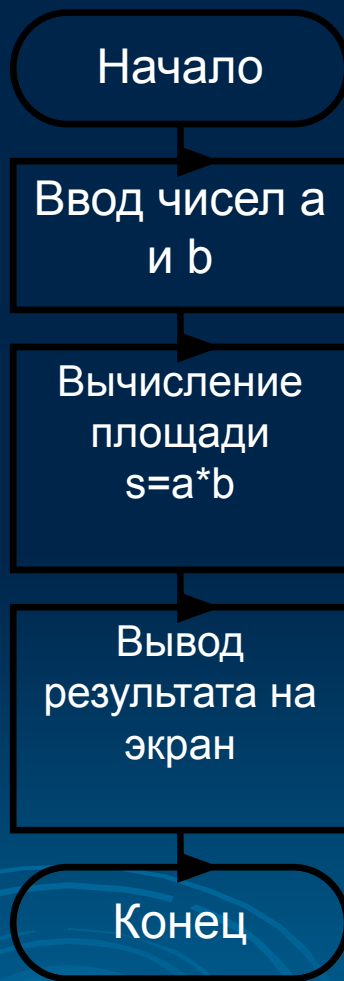 Начало
Ввод чисел a
и b
Вычисление
площади
s=a*b
Вывод
результата на
экран
Конец